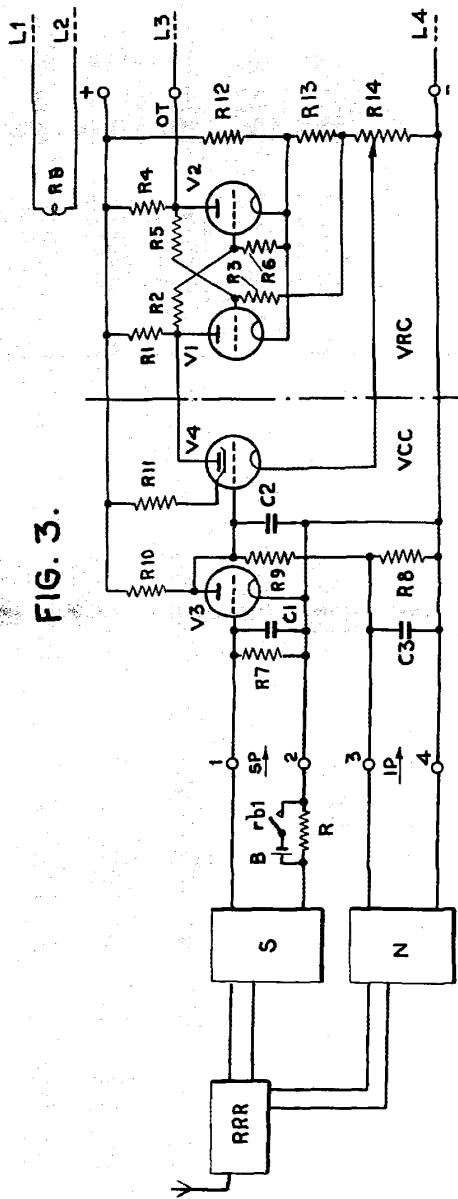 FIG. 3.
L1
L2
RB
+
L3
OT
R12
R13
R14
L4
-
R4
V2
R5
R6
R3
R2
R1
V1
VRC
VCC
V4
R11
R10
V3
C2
R9
R8
C1
R7
C3
1
SP
2
3
IP
4
rb1
B
R
S
N
RRR